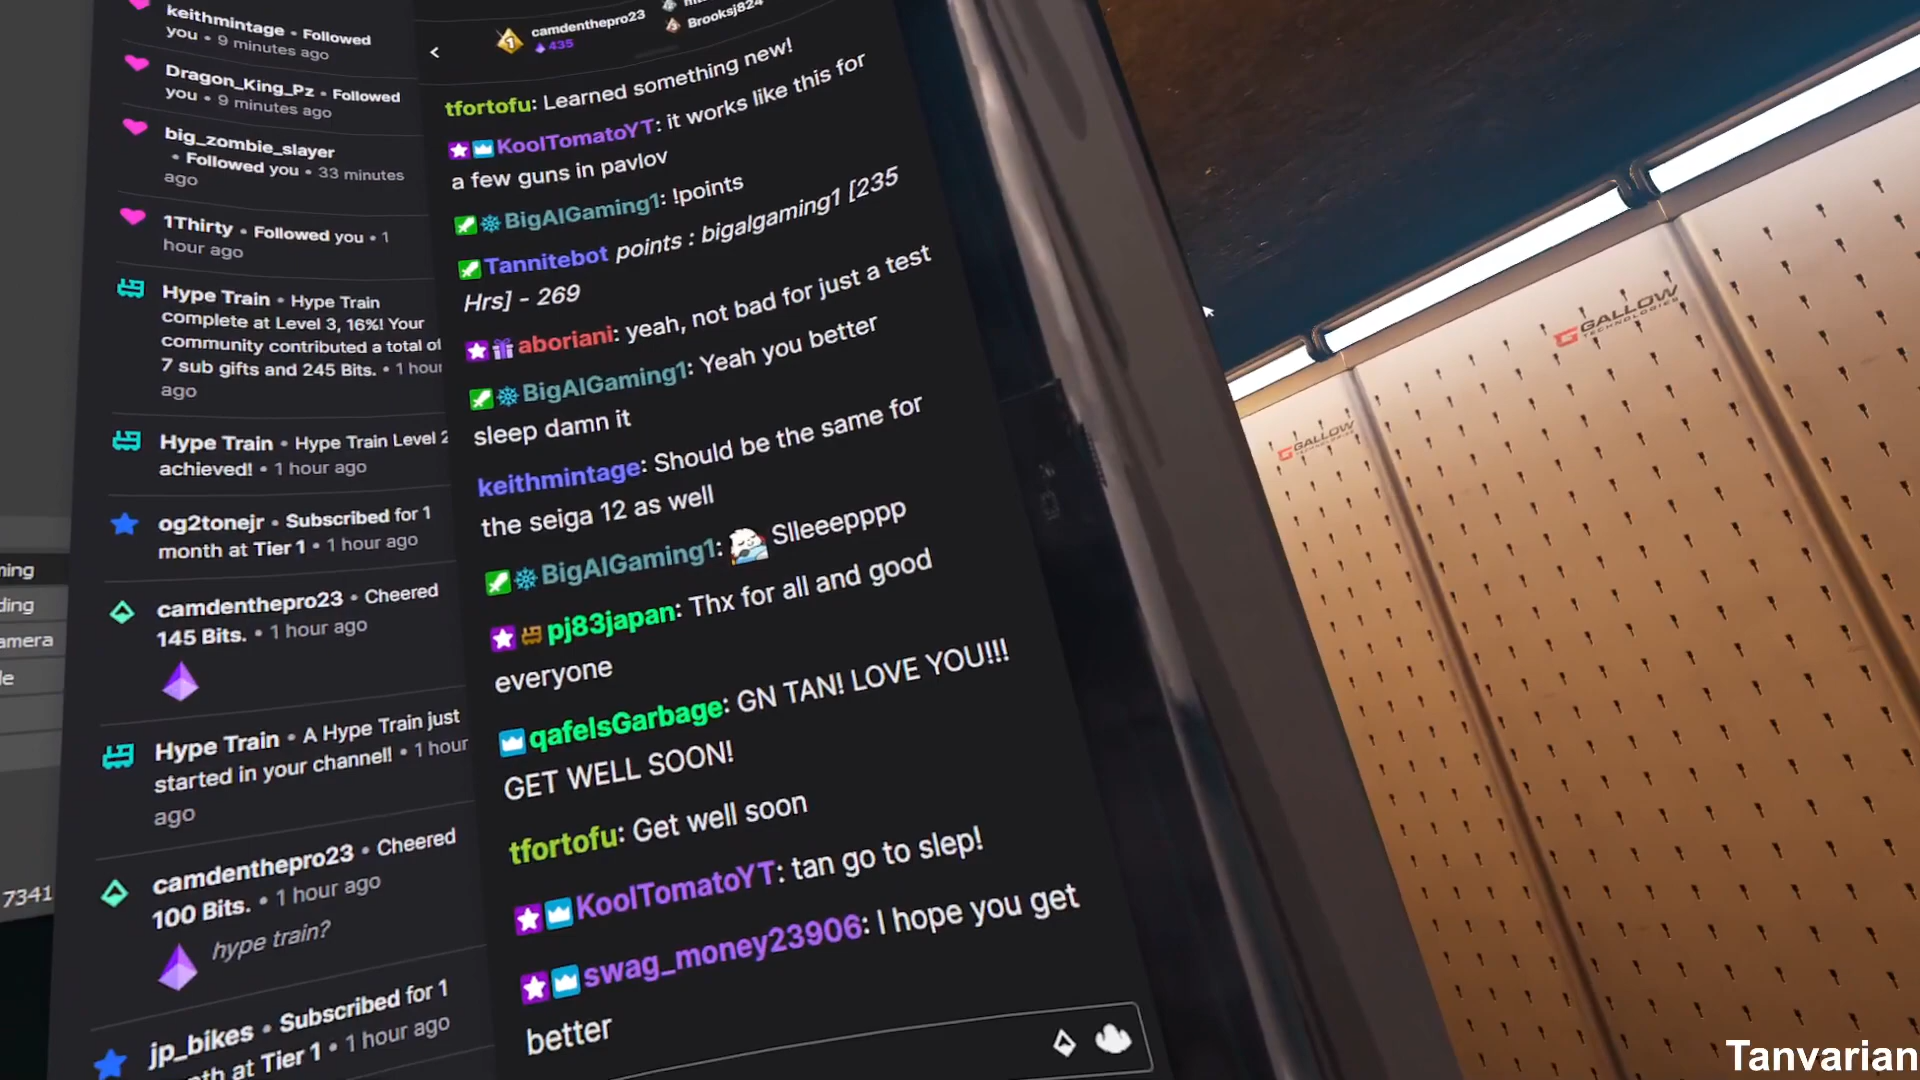 keithmintage • Followed
you • 9 minutes ago
Dragon_King_Pz • Followed
you • 9 minutes ago
big_zombie_slayer
• Followed you • 33 minutes
ago
1Thirty • Followed you • 1
hour ago
Hype Train • Hype Train
complete at Level 3, 16%! Your
community contributed a total of
7 sub gifts and 245 Bits. • 1 hour
ago
Hype Train • Hype Train Level 2
achieved! • 1 hour ago
og2tonejr • Subscribed for 1
month at Tier 1 • 1 hour ago
camdenthepro23 • Cheered
145 Bits. • 1 hour ago
Hype Train • A Hype Train just
started in your channel! • 1 hour
ago
camdenthepro23 • Cheered
100 Bits. • 1 hour ago
hype train?
jp_bikes • Subscribed for 1
at Tier 1 • 1 hour ago
7341
<
1
camdenthepro23
435
Brooksj824
tfortofu: Learned something new!
KoolTomatoYT: it works like this for
a few guns in pavlov
BigAlGaming1: !points
Tannitebot points : bigalgaming1 [235
Hrs] - 269
aboriani: yeah, not bad for just a test
BigAlGaming1: Yeah you better
sleep damn it
keithmintage: Should be the same for
the seiga 12 as well
BigAlGaming1: Slleeepppp
pj83japan: Thx for all and good
everyone
qafeIsGarbage: GN TAN! LOVE YOU!!!
GET WELL SOON!
tfortofu: Get well soon
KoolTomatoYT: tan go to slep!
swag_money23906: I hope you get
better
GALLOW
TECHNOLOGIES
GALLOW
Tanvarian